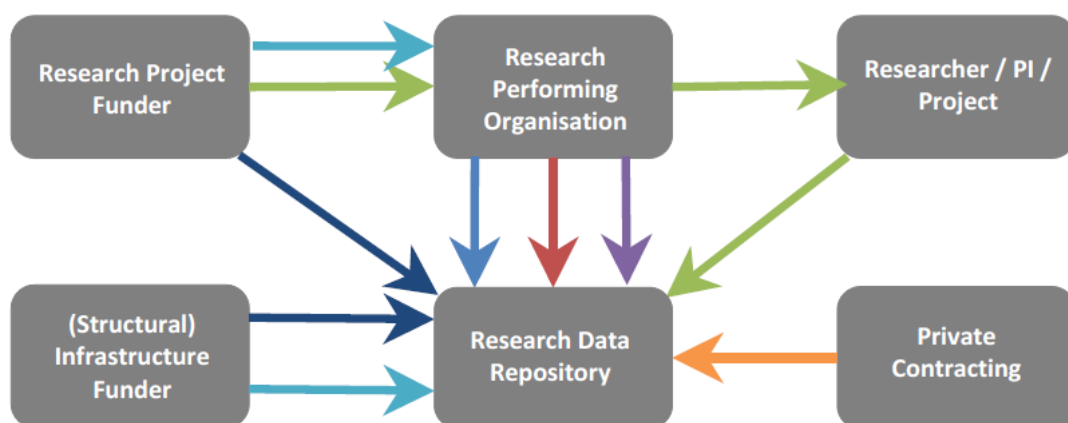 Research Project
Funder
Research
Performing
Organisation
Researcher / PI /
Project
(Structural)
Infrastructure
Funder
Research Data
Repository
Private
Contracting